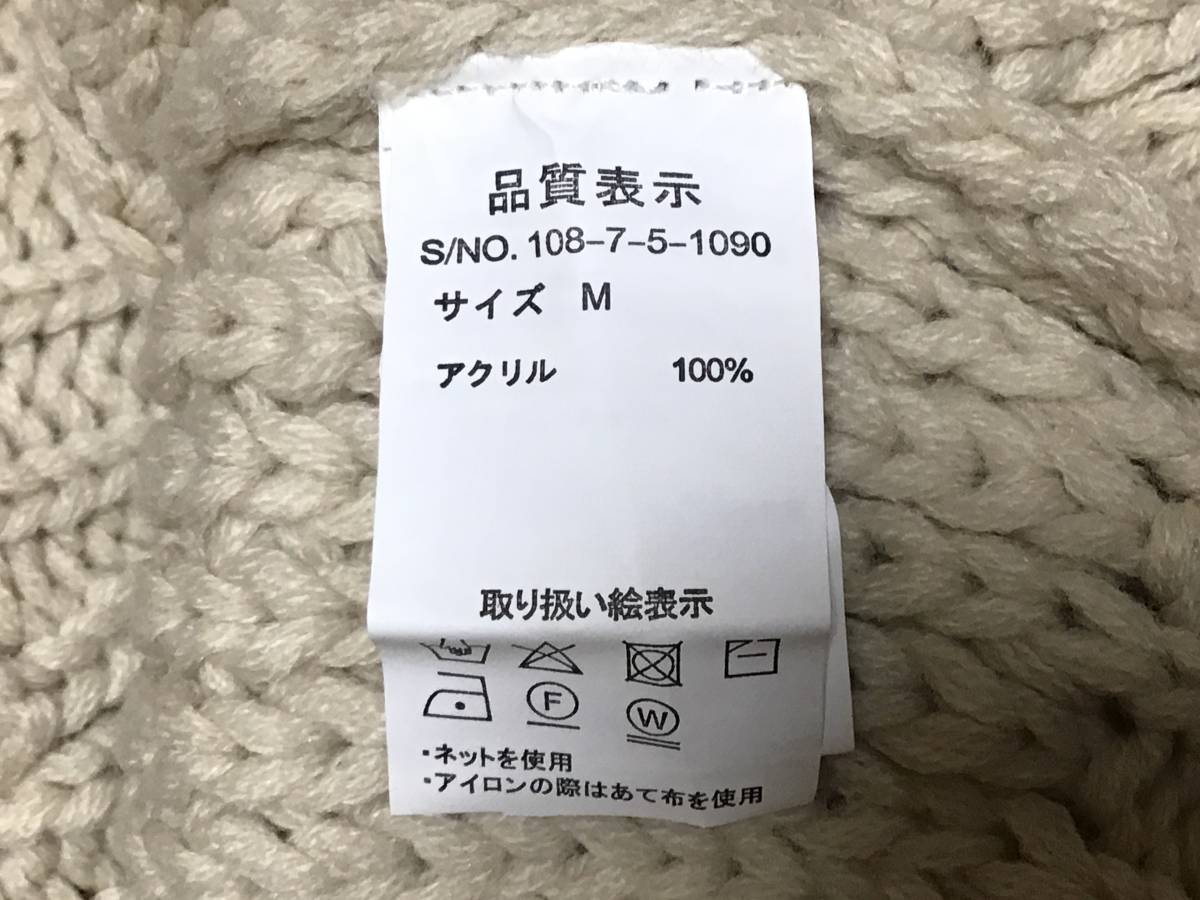 品質表示
S/NO. 108-7-5-1090
サイズ M
アクリル 100%
取り扱い絵表示
F
W
・ネットを使用
・アイロンの際はあて布を使用